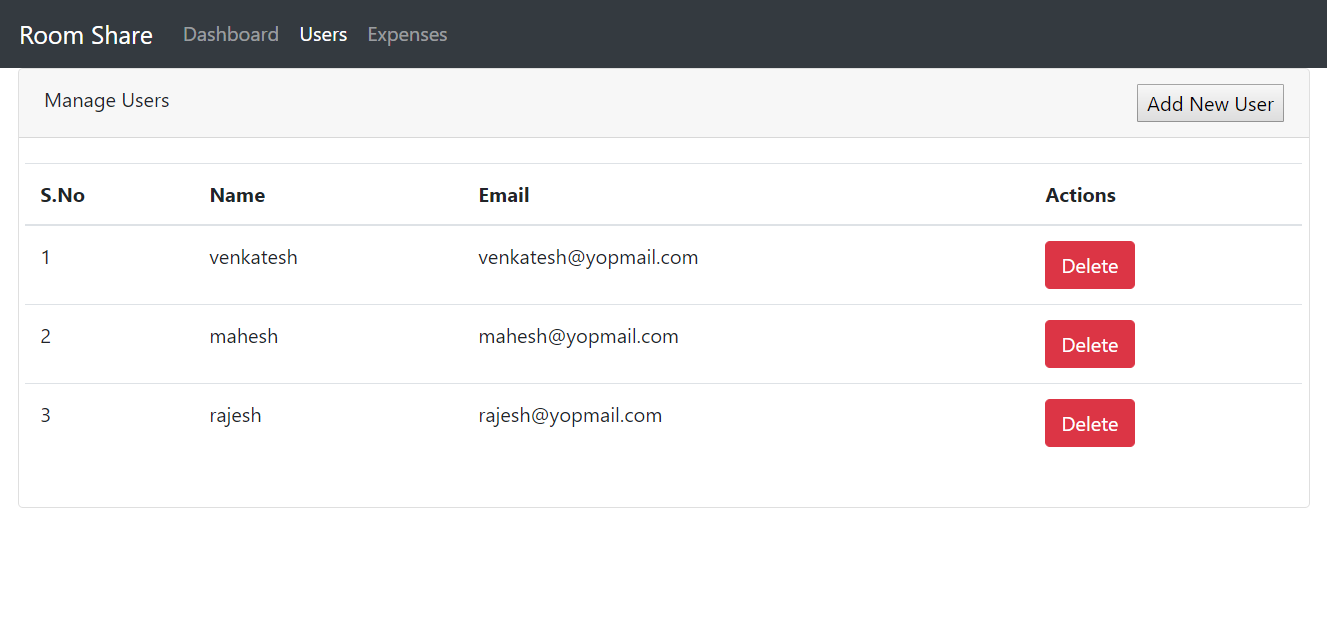 Room Share Dashboard Users Expenses
Manage Users Add New User
S.No Name Email Actions
1 venkatesh venkatesh@yopmail.com Delete
2 mahesh mahesh@yopmail.com Delete
3 rajesh rajesh@yopmail.com Delete